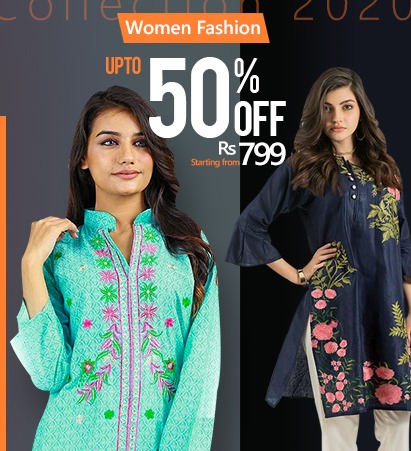 Collection 2020
Women Fashion
UPTO 50% OFF
Starting from Rs 799